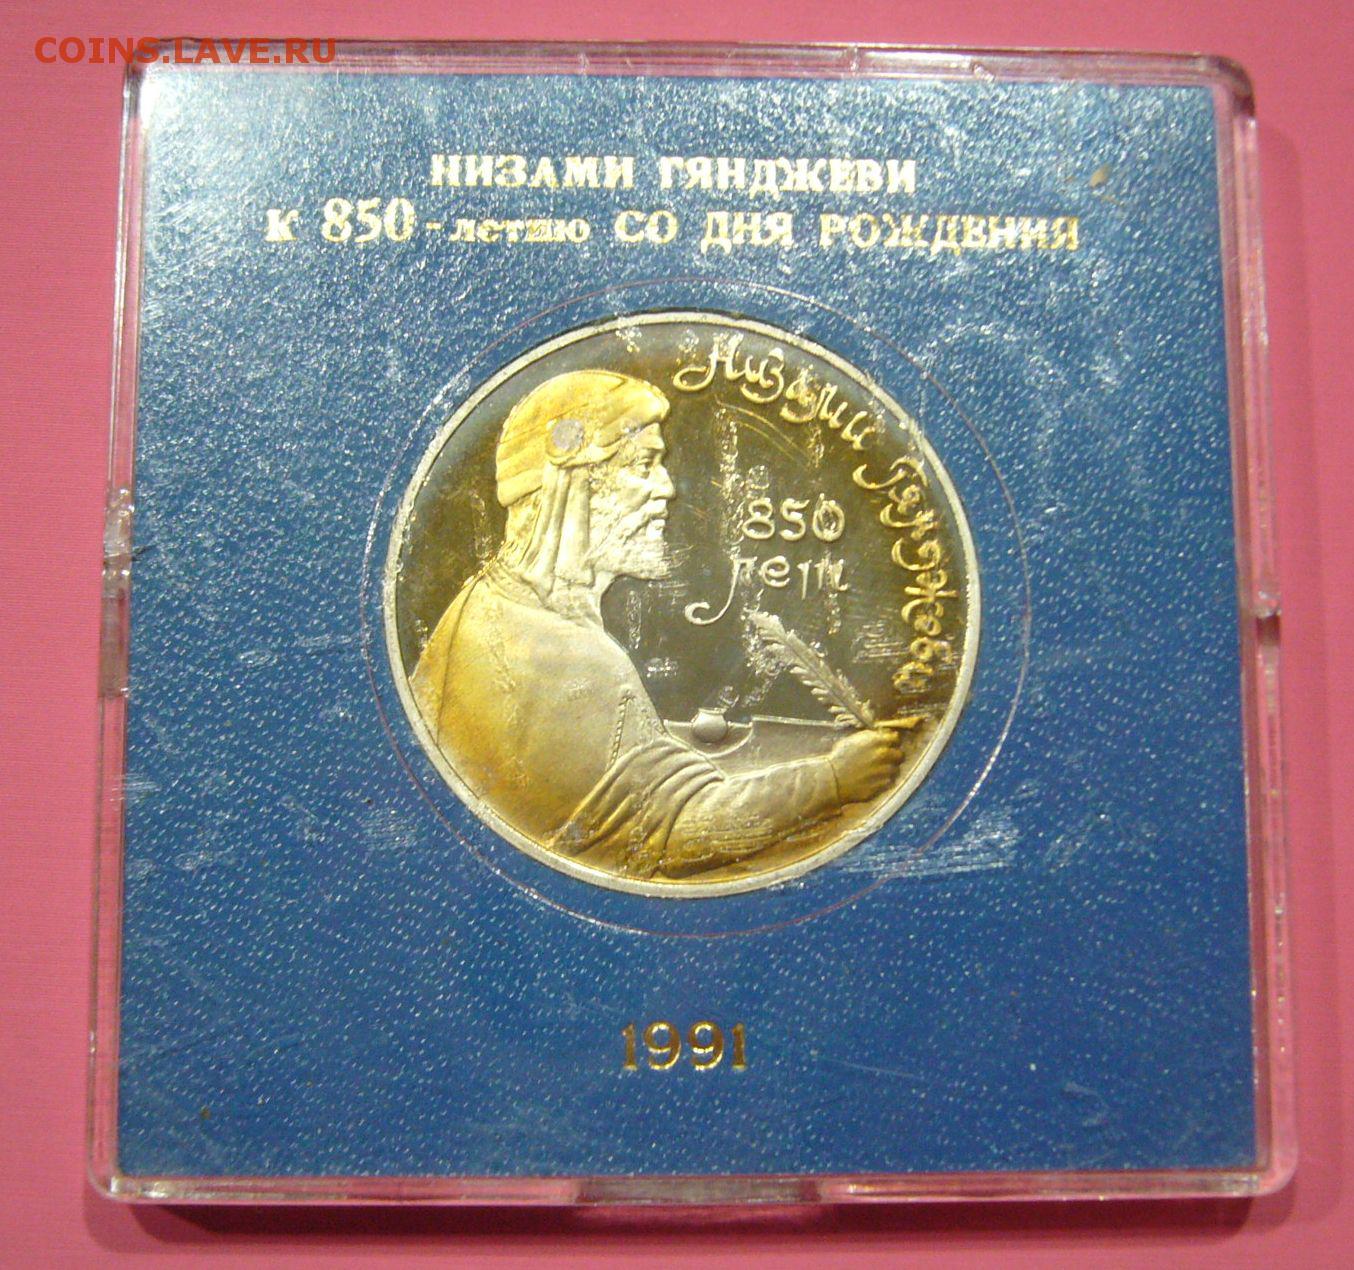 COINS.LAVE.RU
НИЗАМИ ГЯНДЖЕВИ
К 850-летию СО ДНЯ РОЖДЕНИЯ
Низами Гянджеви
850
лет
1991